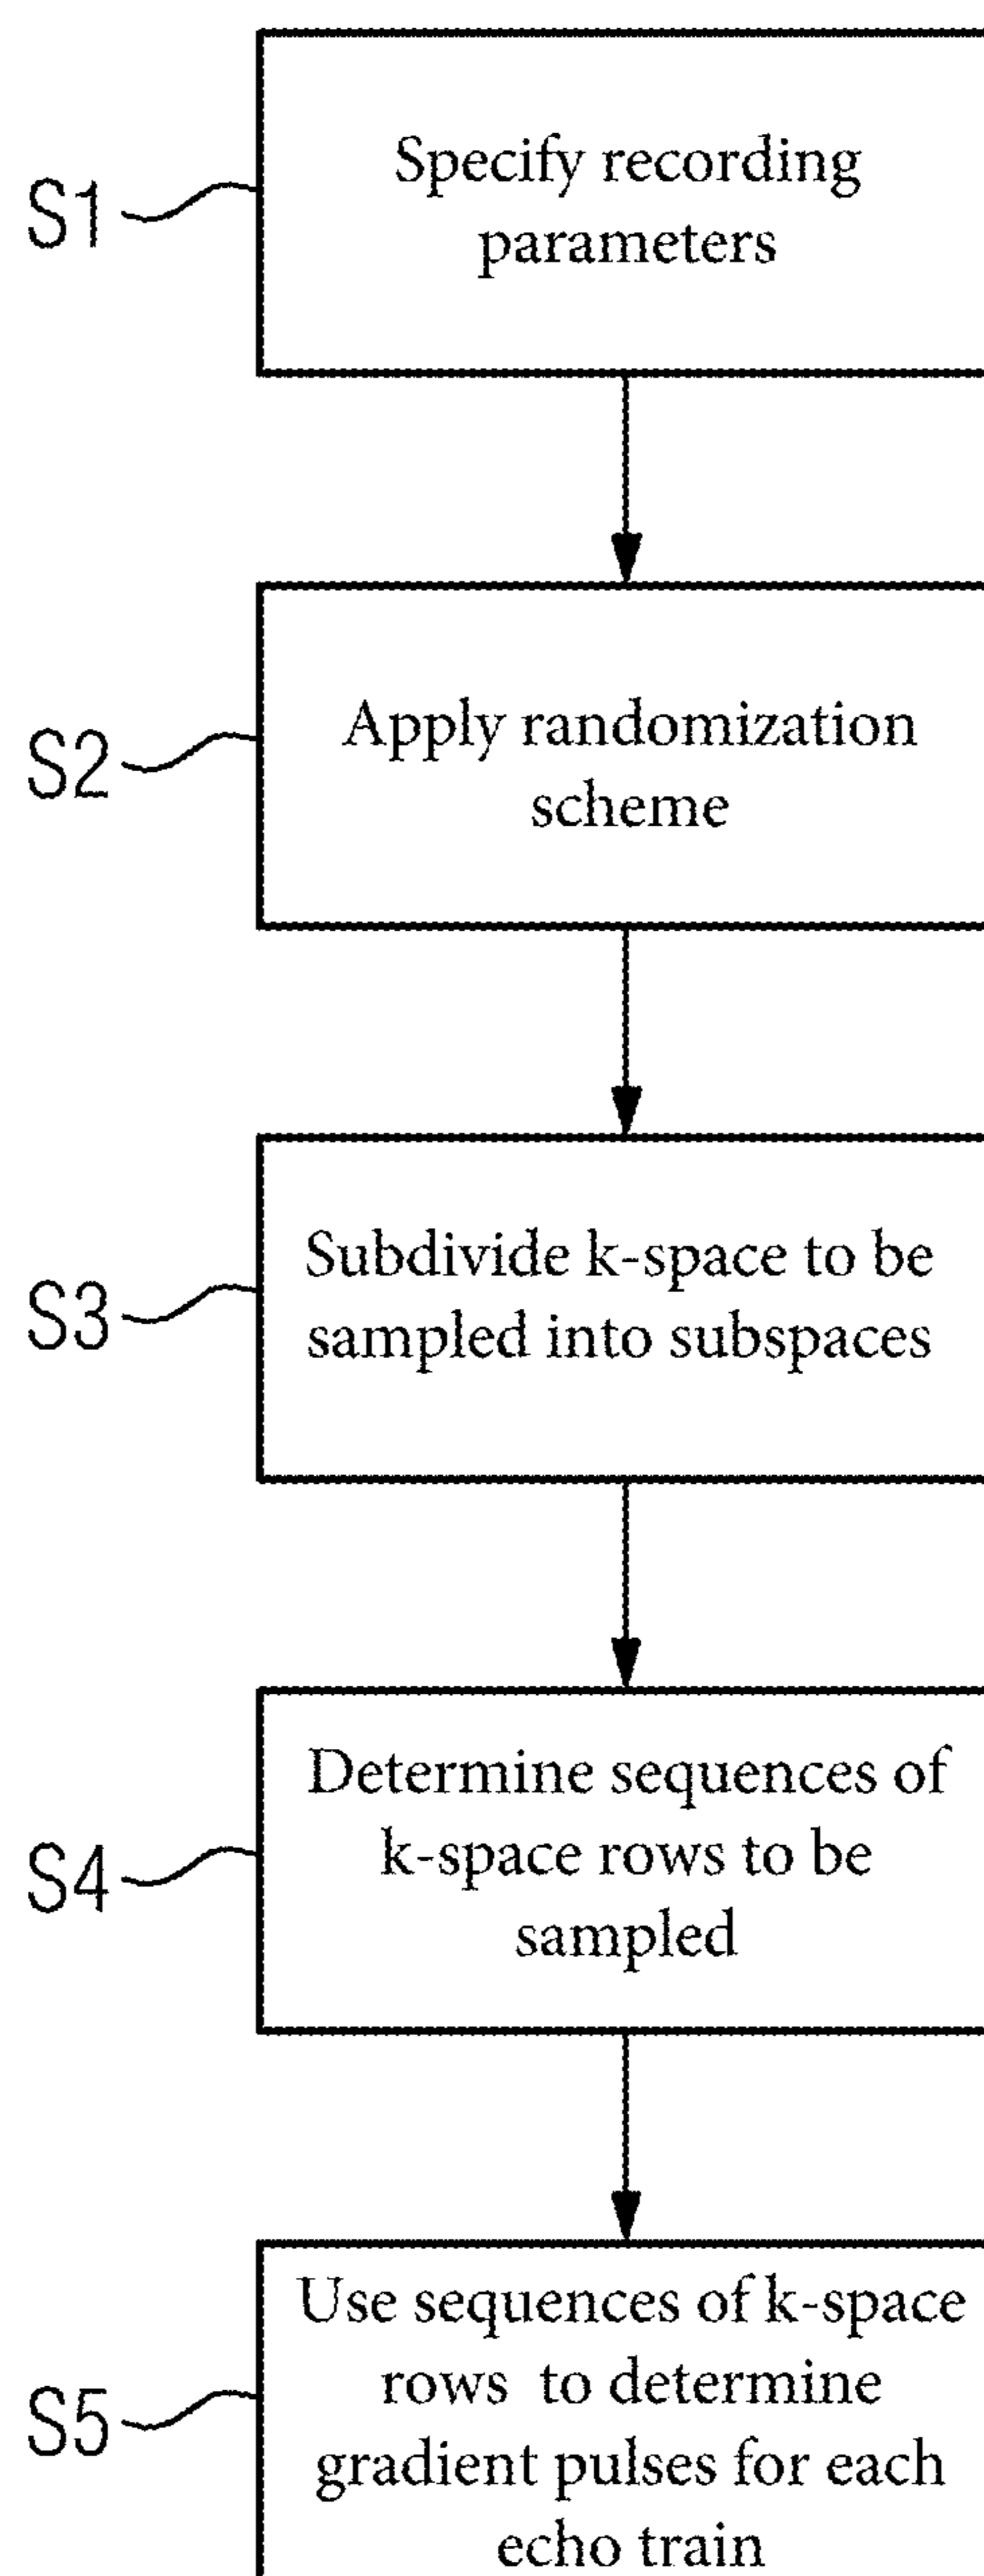 S1
Specify recording
parameters
S2
Apply randomization
scheme
S3
Subdivide k-space to be
sampled into subspaces
S4
Determine sequences of
k-space rows to be
sampled
S5
Use sequences of k-space
rows to determine
gradient pulses for each
echo train